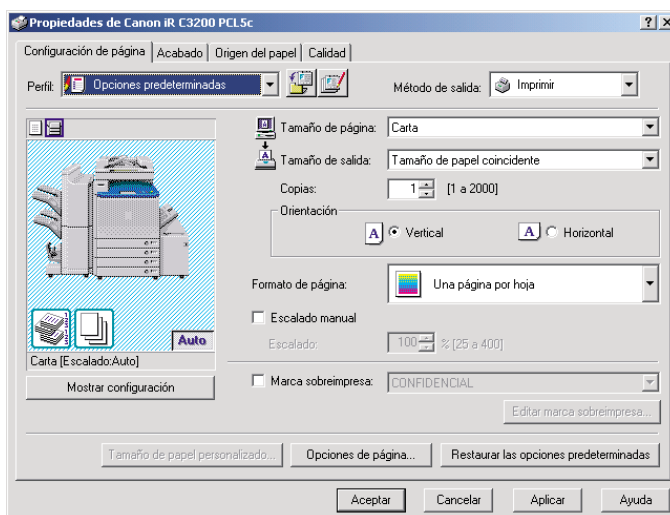 Propiedades de Canon iR C3200 PCL5c
Configuración de página Acabado Origen del papel Calidad
Perfil: Opciones predeterminadas Método de salida: Imprimir
Tamaño de página: Carta
Tamaño de salida: Tamaño de papel coincidente
Copias: 1 [1 a 2000]
Orientación
A Vertical A Horizontal
Formato de página: Una página por hoja
Escalado manual
Auto
Escalado: 100 % [25 a 400]
Carta [Escalado:Auto]
Mostrar configuración
Marca sobreimpresa: CONFIDENCIAL
Editar marca sobreimpresa...
Tamaño de papel personalizado... Opciones de página... Restaurar las opciones predeterminadas
Aceptar Cancelar Aplicar Ayuda